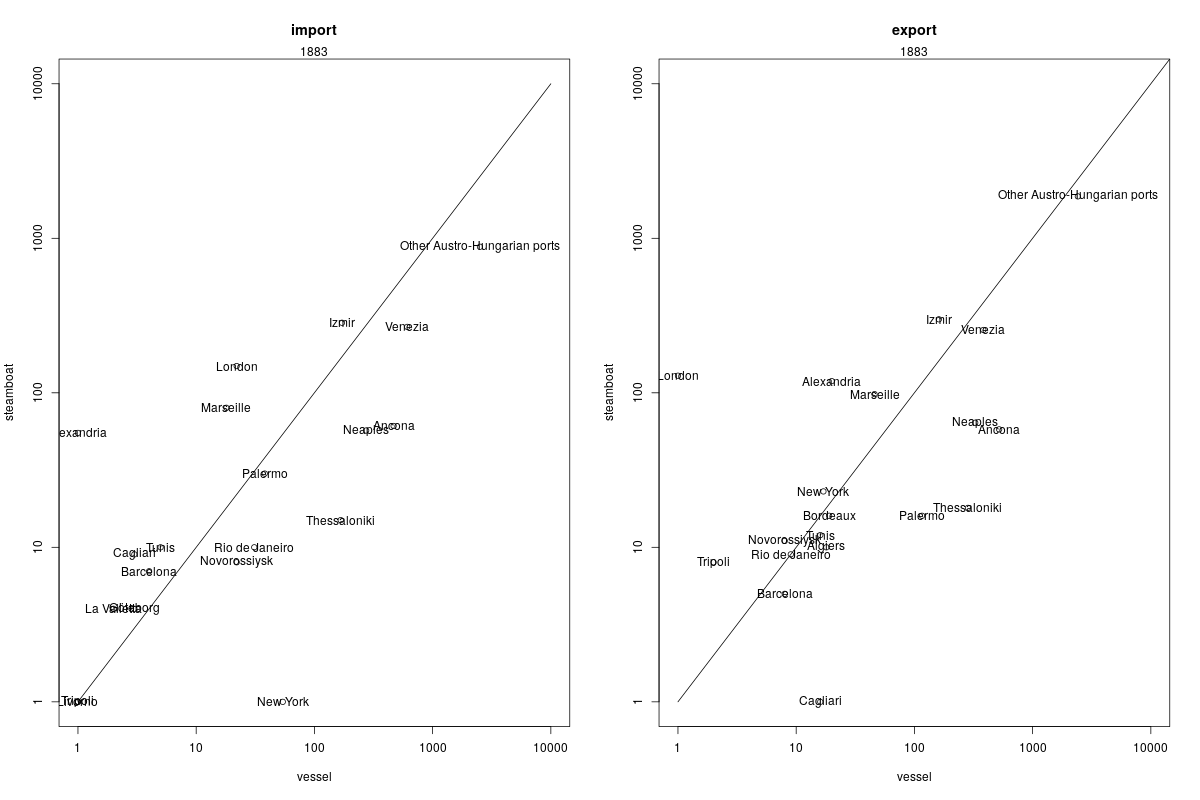 import
1883
10000
1000
100
10
1
steamboat
Other Austro-Hungarian ports
Izmir
Venezia
London
Marseille
exandria
Ancona
Neaples
Palermo
Thessaloniki
Rio de Janeiro
Tunis
Cagliari
Novorossiysk
Barcelona
La Valletta
Tripoli
Livorno
New York
1
10
100
1000
10000
vessel
export
1883
10000
1000
100
10
1
steamboat
Other Austro-Hungarian ports
Izmir
Venezia
London
Alexandria
Marseille
Neaples
Ancona
New York
Thessaloniki
Bordeaux
Palermo
Tunis
Novorossiysk
Algiers
Rio de Janeiro
Tripoli
Barcelona
Cagliari
1
10
100
1000
10000
vessel